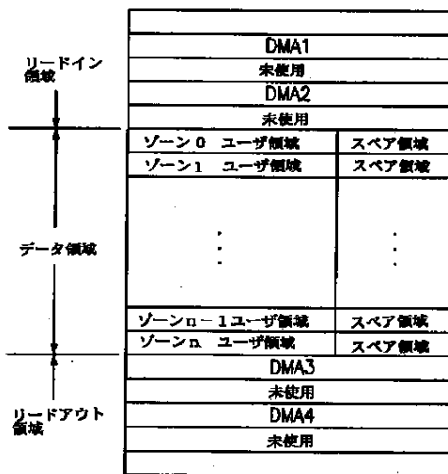 リードイン
領域
DMA1
未使用
DMA2
未使用
データ領域
ゾーン0 ユーザ領域 スペア領域
ゾーン1 ユーザ領域 スペア領域
ゾーンn-1ユーザ領域 スペア領域
ゾーンn ユーザ領域 スペア領域
リードアウト
領域
DMA3
未使用
DMA4
未使用